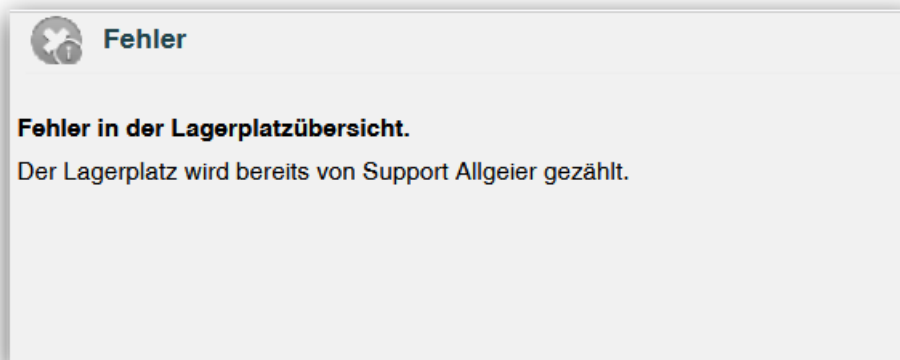 Fehler
Fehler in der Lagerplatzübersicht.
Der Lagerplatz wird bereits von Support Allgeier gezählt.